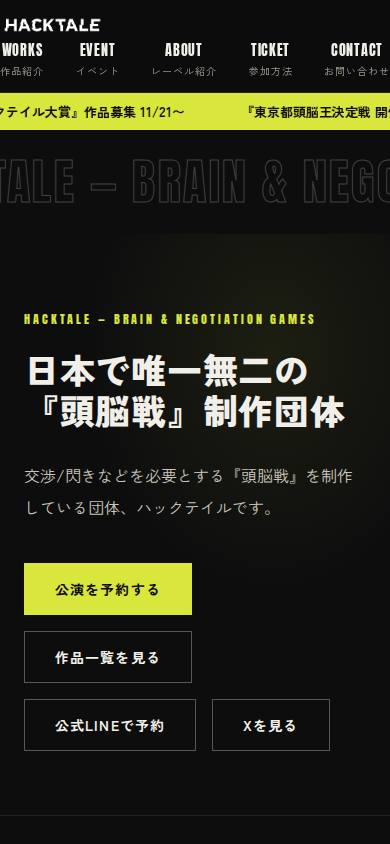 HACKTALE
WORKS EVENT ABOUT TICKET CONTACT
作品紹介 イベント レーベル紹介 参加方法 お問い合わせ
クテイル大賞』作品募集 11/21〜 『東京都頭脳王決定戦 開
TALE — BRAIN & NEGO
HACKTALE — BRAIN & NEGOTIATION GAMES
日本で唯一無二の
『頭脳戦』制作団体
交渉/閃きなどを必要とする『頭脳戦』を制作
している団体、ハックテイルです。
公演を予約する
作品一覧を見る
公式LINEで予約 Xを見る